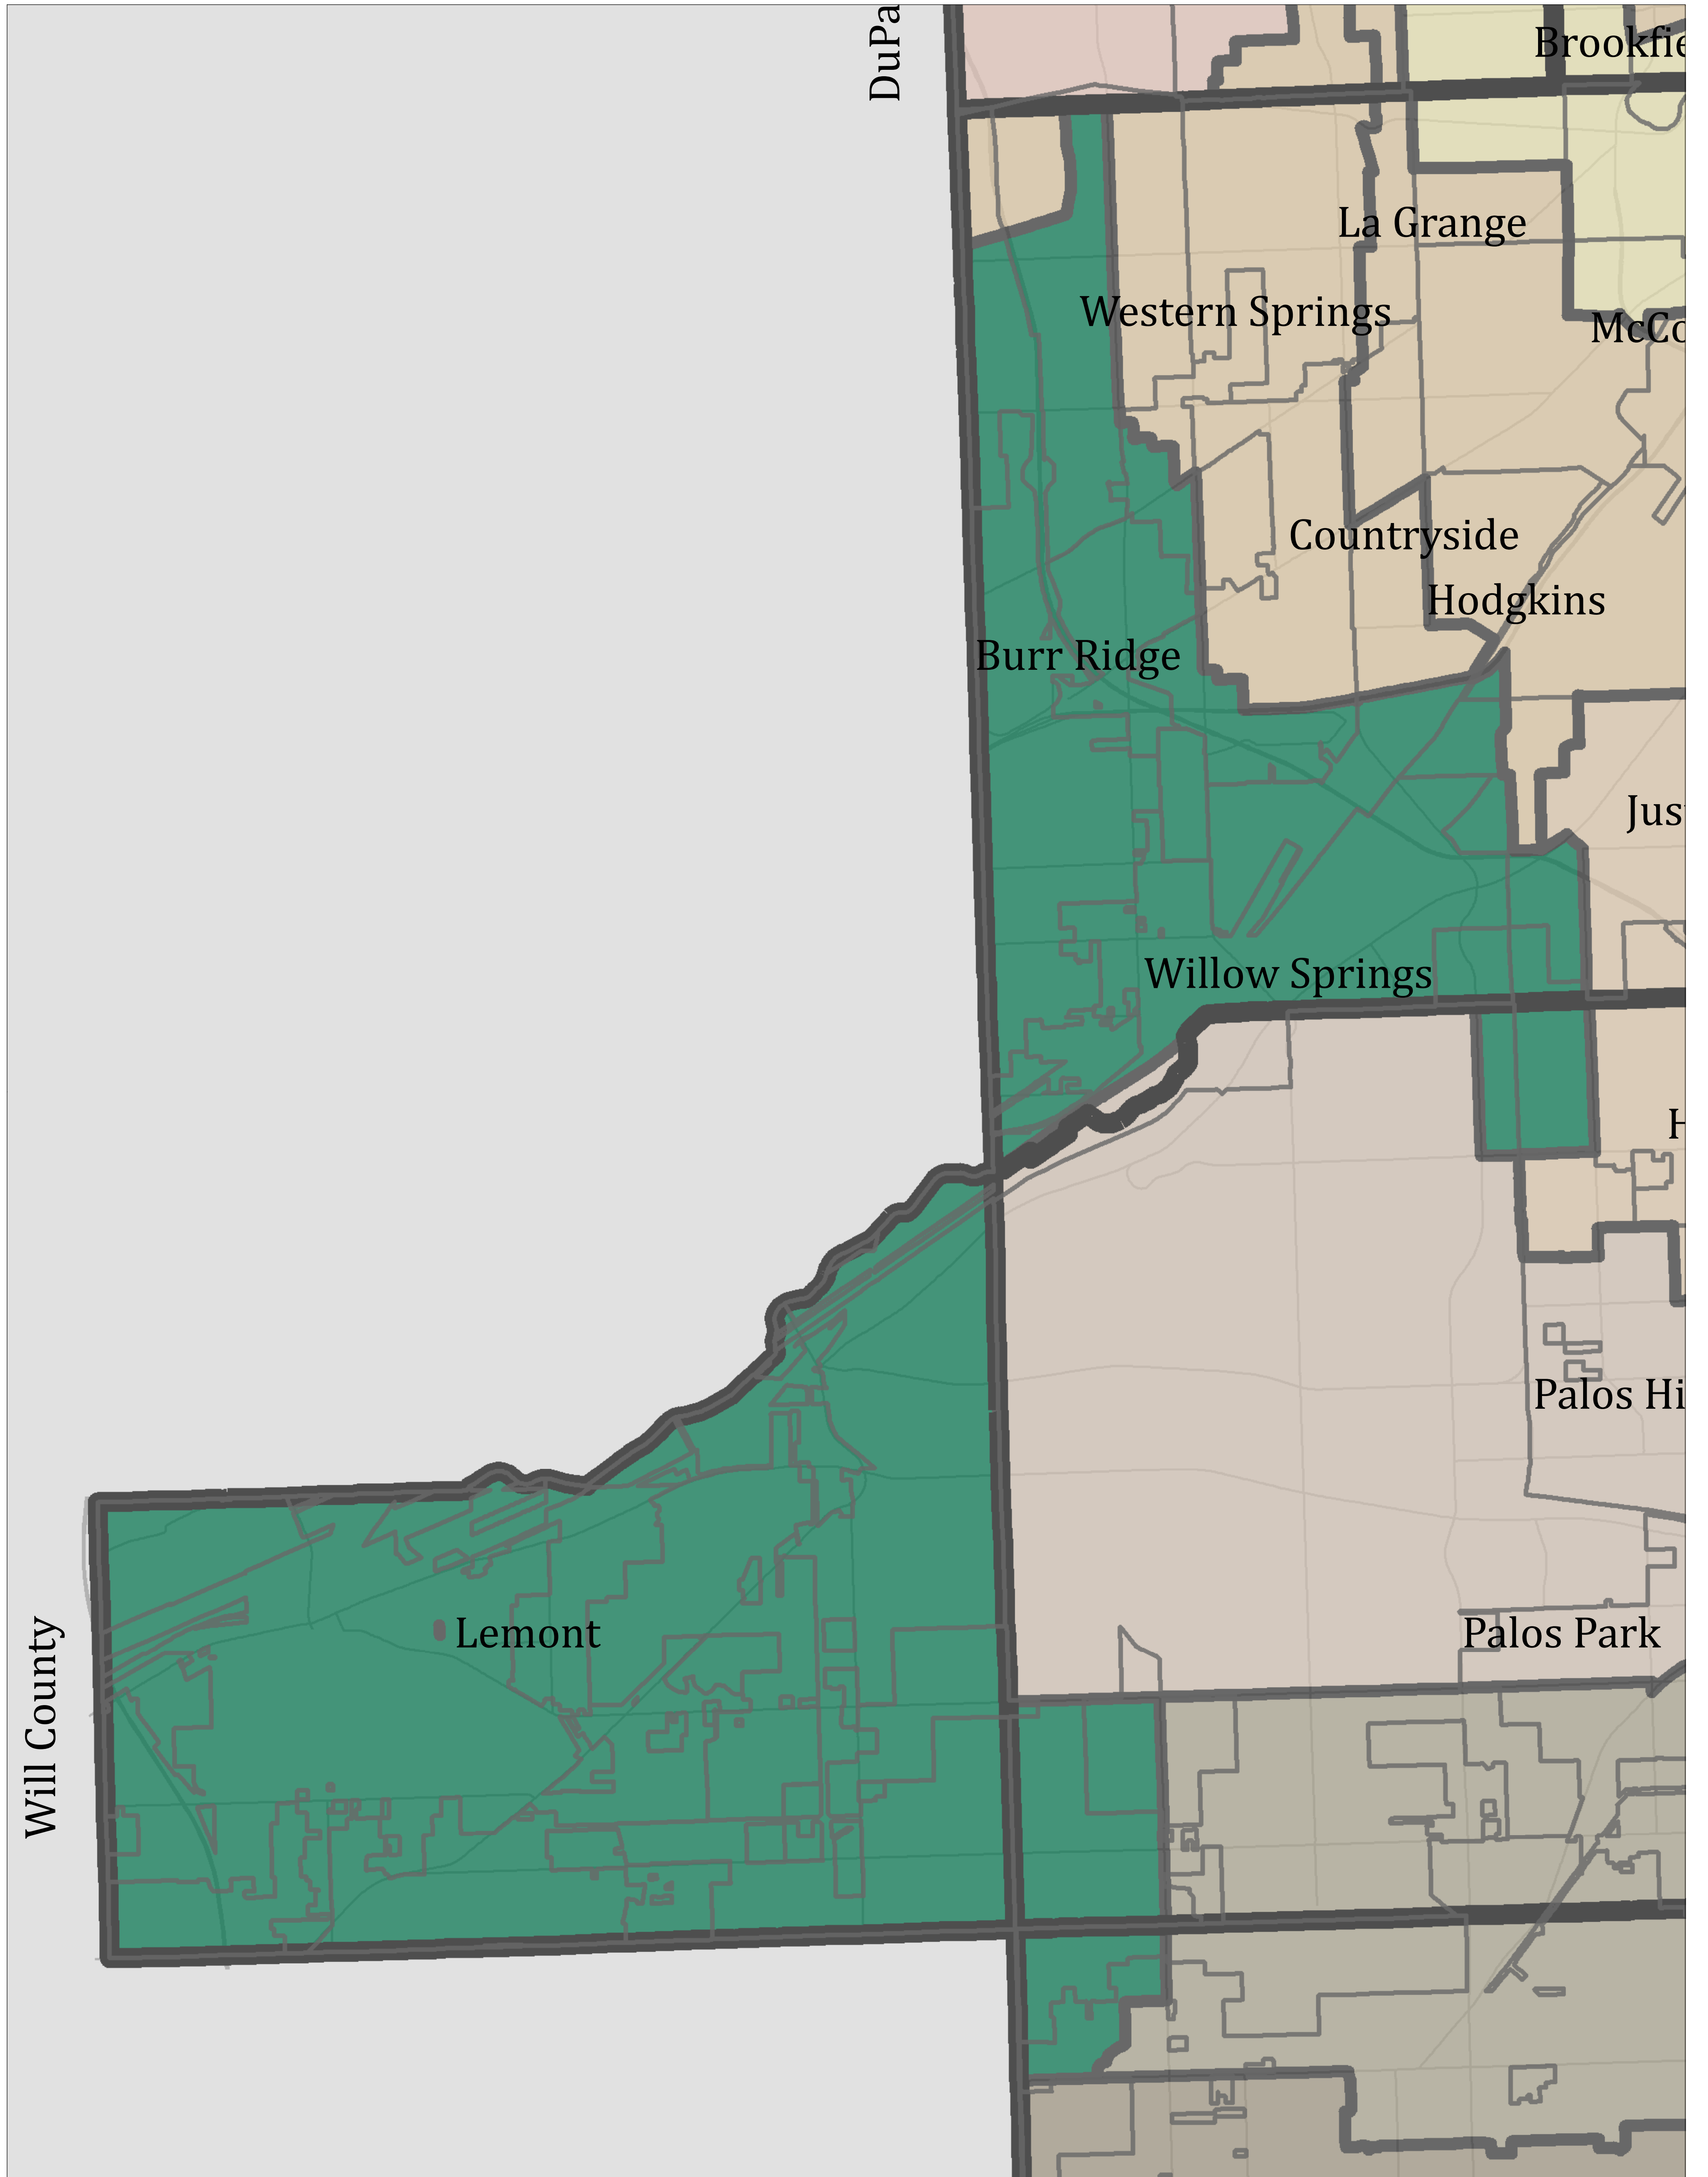 DuPa
Brookfie
La Grange
Western Springs
McCo
Countryside
Hodgkins
Burr Ridge
Jus
Willow Springs
H
Palos Hi
Lemont
Palos Park
Will County